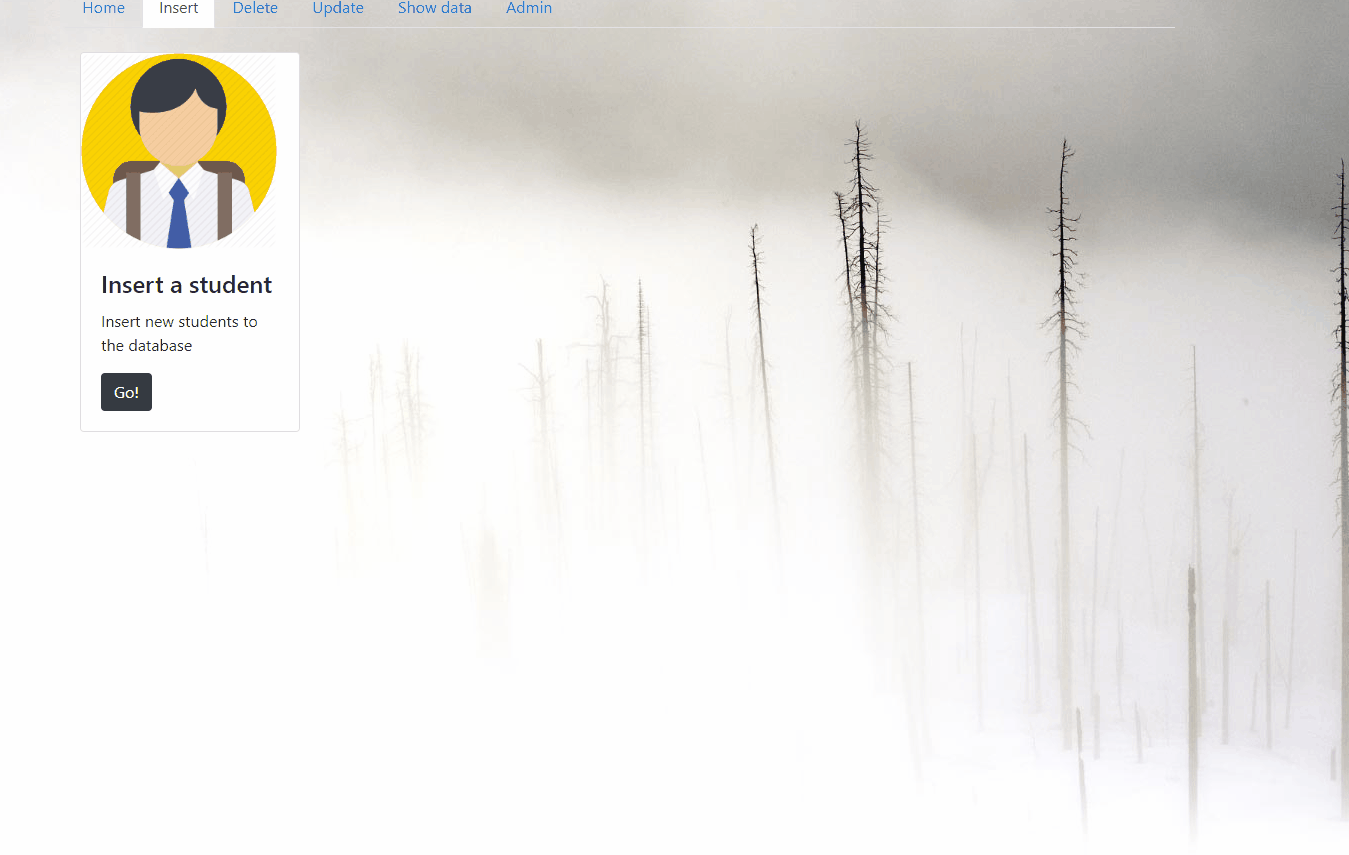 Home Insert Delete Update Show data Admin
Insert a student
Insert new students to
the database
Go!